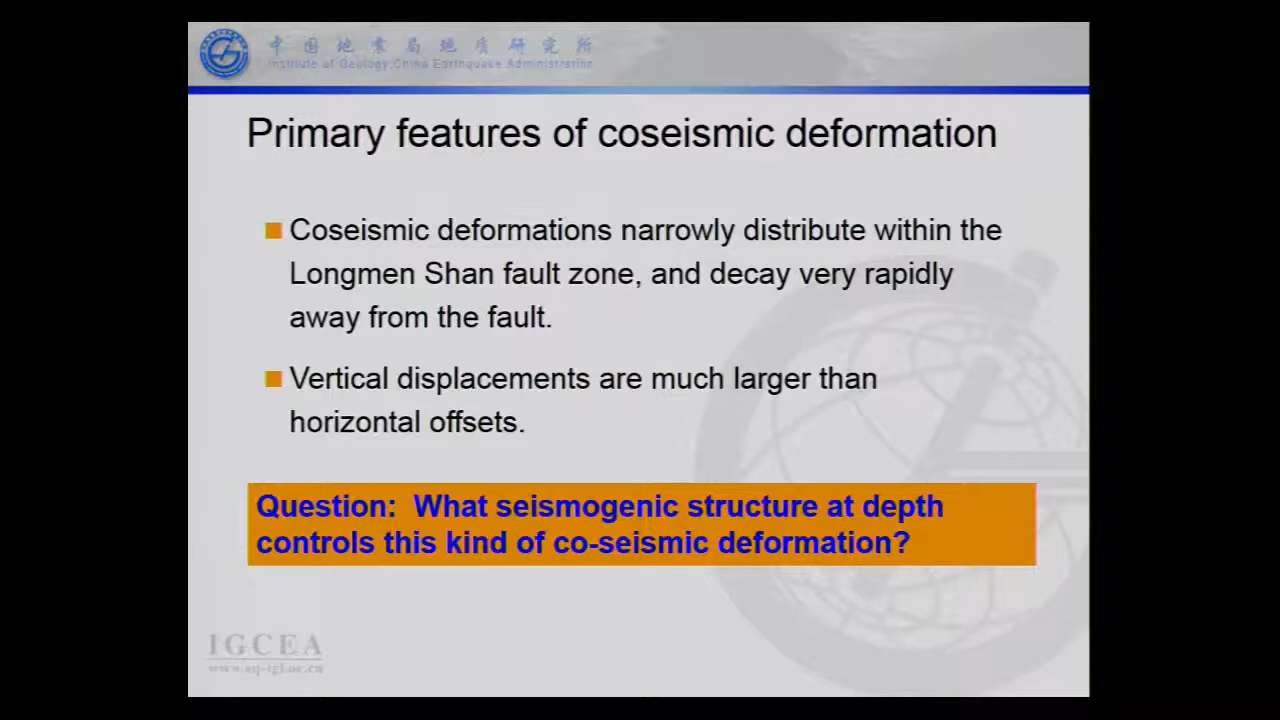 中国地震局地质研究所
Institute of Geology,China Earthquake Administration
Primary features of coseismic deformation
Coseismic deformations narrowly distribute within the
Longmen Shan fault zone, and decay very rapidly
away from the fault.
Vertical displacements are much larger than
horizontal offsets.
Question: What seismogenic structure at depth
controls this kind of co-seismic deformation?
IGCEA